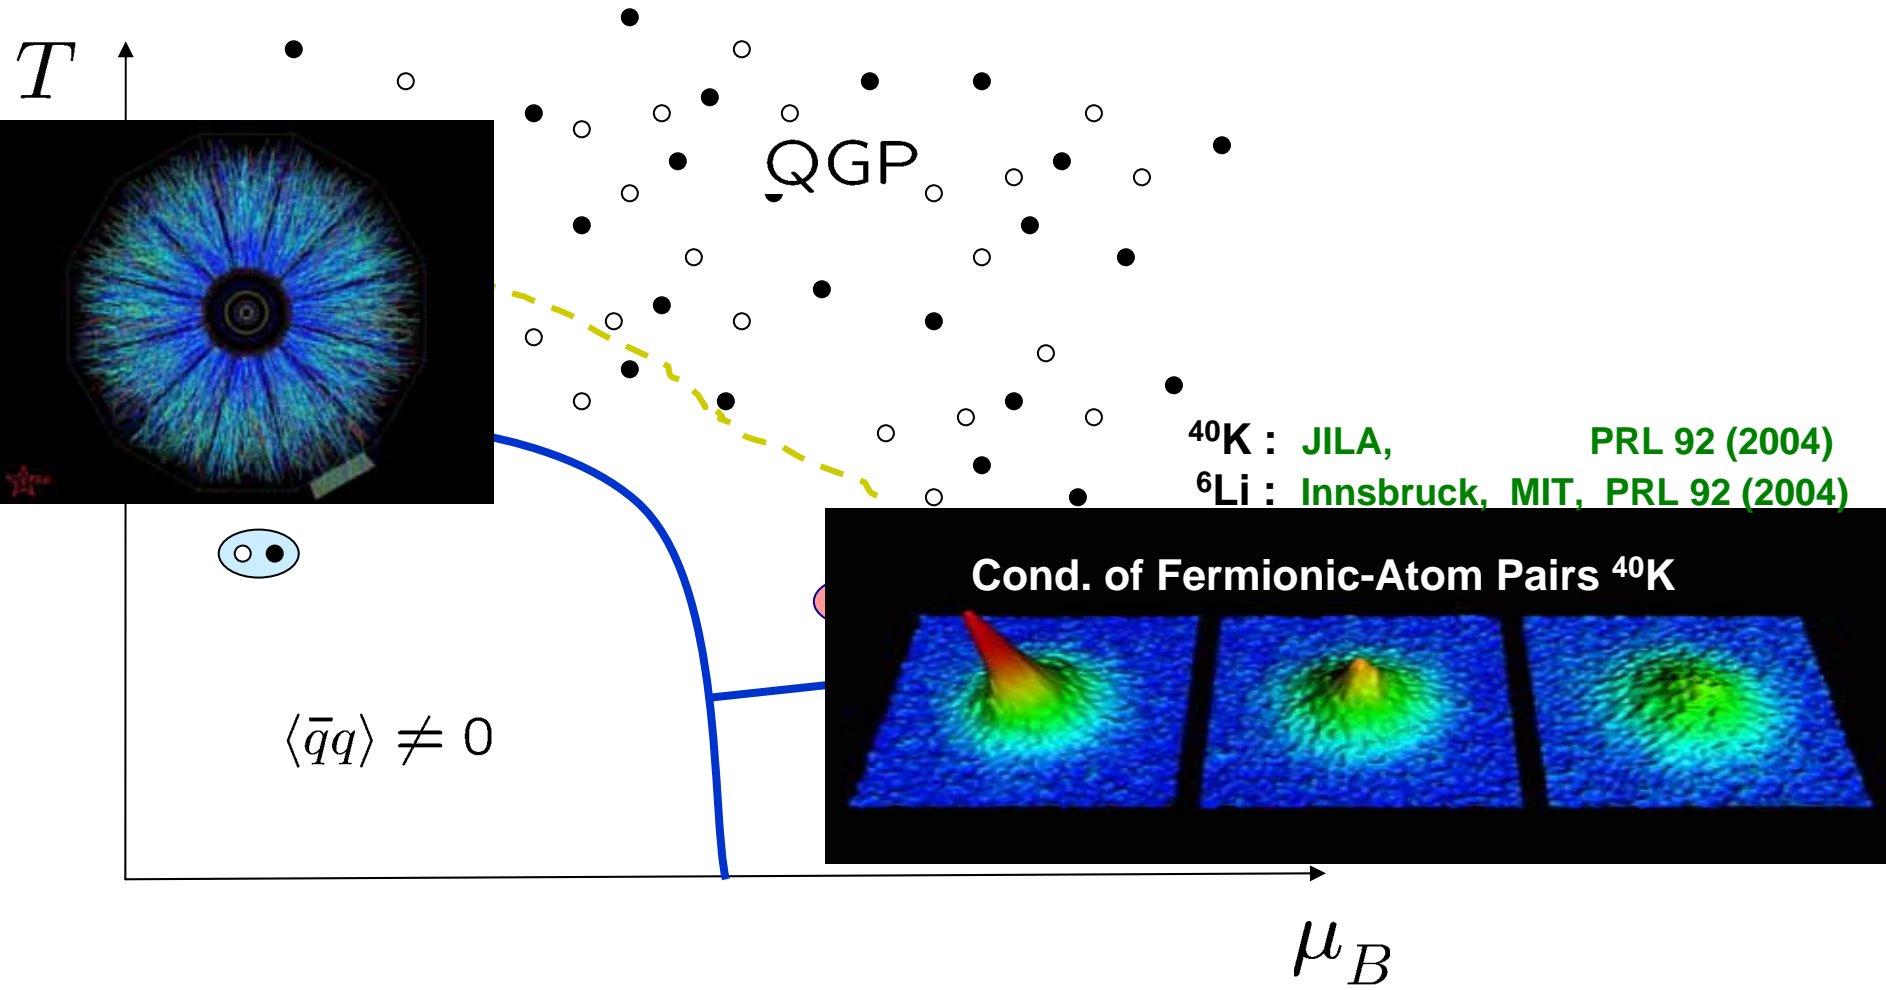 T
QGP
⁴⁰K : JILA, PRL 92 (2004)
⁶Li : Innsbruck, MIT, PRL 92 (2004)
Cond. of Fermionic-Atom Pairs ⁴⁰K
⟨q̄q⟩ ≠ 0
μ_B